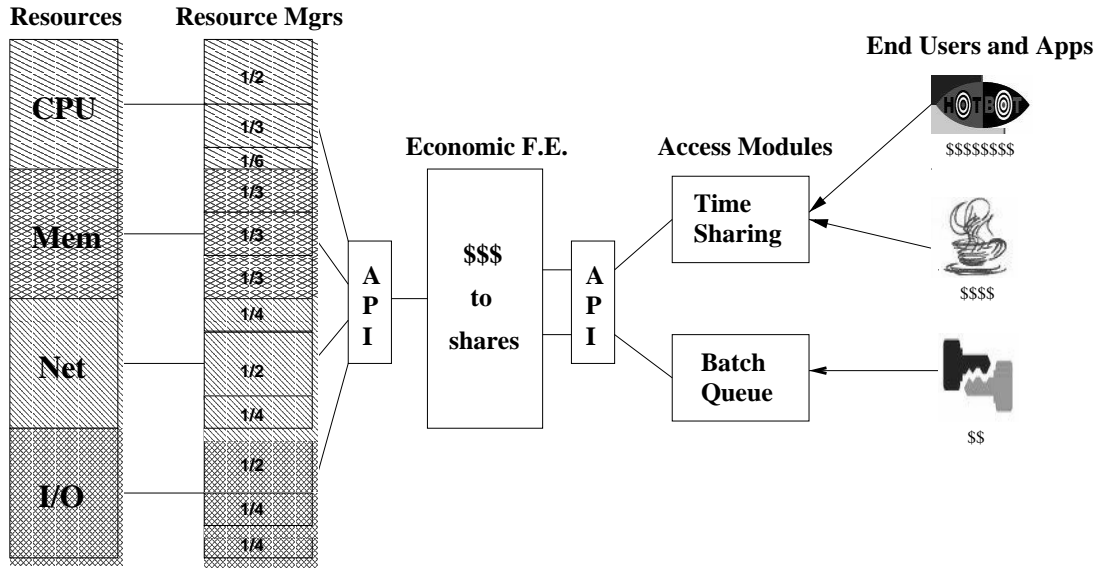 Resources
Resource Mgrs
End Users and Apps
Economic F.E.
Access Modules
CPU
Mem
Net
I/O
1/2
1/3
1/6
1/3
1/3
1/3
1/4
1/2
1/4
1/2
1/4
1/4
A
P
I
$$$
to
shares
A
P
I
Time
Sharing
Batch
Queue
HOTBOT
$$$$$$$$
$$$$
$$